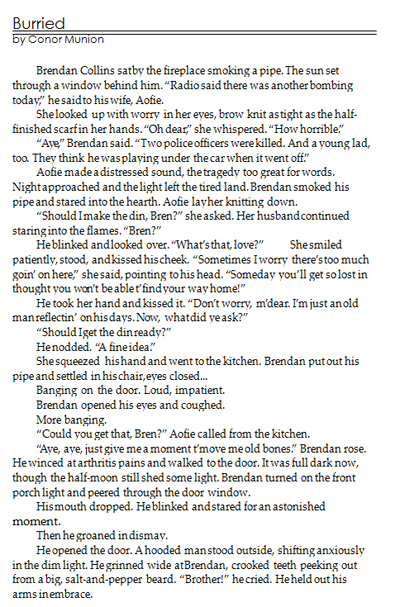 Burried
by Conor Munion
Brendan Collins sat by the fireplace smoking a pipe. The sun set
through a window behind him. “Radio said there was another bombing
today,” he said to his wife, Aofie.
She looked up with worry in her eyes, brow knit as tight as the half-
finished scarf in her hands. “Oh dear,” she whispered. “How horrible.”
“Aye,” Brendan said. “Two police officers were killed. And a young lad,
too. They think he was playing under the car when it went off.”
Aofie made a distressed sound, the tragedy too great for words.
Night approached and the light left the tired land. Brendan smoked his
pipe and stared into the hearth. Aofie lay her knitting down.
“Should I make the din, Bren?” she asked. Her husband continued
staring into the flames. “Bren?”
He blinked and looked over. “What’s that, love?” She smiled
patiently, stood, and kissed his cheek. “Sometimes I worry there’s too much
goin’ on here,” she said, pointing to his head. “Someday you’ll get so lost in
thought you won’t be able t’find your way home!”
He took her hand and kissed it. “Don’t worry, m’dear. I’m just an old
man reflectin’ on his days. Now, what did ye ask?”
“Should I get the din ready?”
He nodded. “A fine idea.”
She squeezed his hand and went to the kitchen. Brendan put out his
pipe and settled in his chair, eyes closed...
Banging on the door. Loud, impatient.
Brendan opened his eyes and coughed.
More banging.
“Could you get that, Bren?” Aofie called from the kitchen.
“Aye, aye, just give me a moment t’move me old bones.” Brendan rose.
He winced at arthritis pains and walked to the door. It was full dark now,
though the half-moon still shed some light. Brendan turned on the front
porch light and peered through the door window.
His mouth dropped. He blinked and stared for an astonished
moment.
Then he groaned in dismay.
He opened the door. A hooded man stood outside, shifting anxiously
in the dim light. He grinned wide at Brendan, crooked teeth peeking out
from a big, salt-and-pepper beard. “Brother!” he cried. He held out his
arms in embrace.